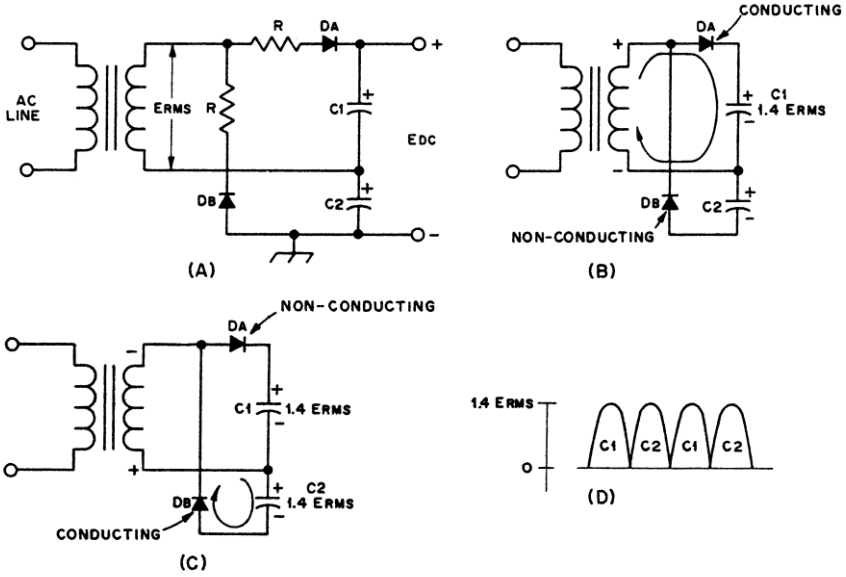 AC
LINE
ERMS
R
DA
R
C1
EDC
DB
C2
+
+
+
−
(A)
CONDUCTING
DA
+
+
C1
1.4 ERMS
−
−
DB
+
C2
−
NON-CONDUCTING
(B)
NON-CONDUCTING
DA
−
+
C1
1.4 ERMS
−
+
+
C2
1.4 ERMS
−
DB
CONDUCTING
(C)
1.4 ERMS
0
C1
C2
C1
C2
(D)